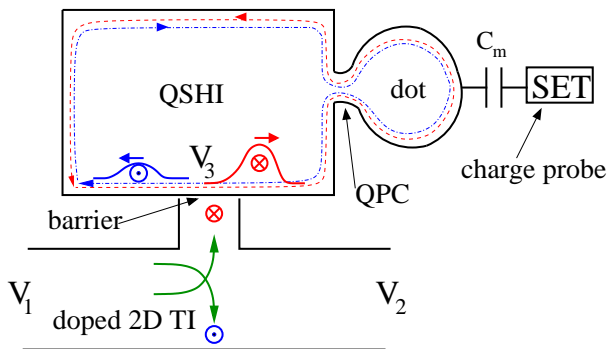 C_m
QSHI
dot
SET
V_3
charge probe
QPC
barrier
V_1
V_2
doped 2D TI